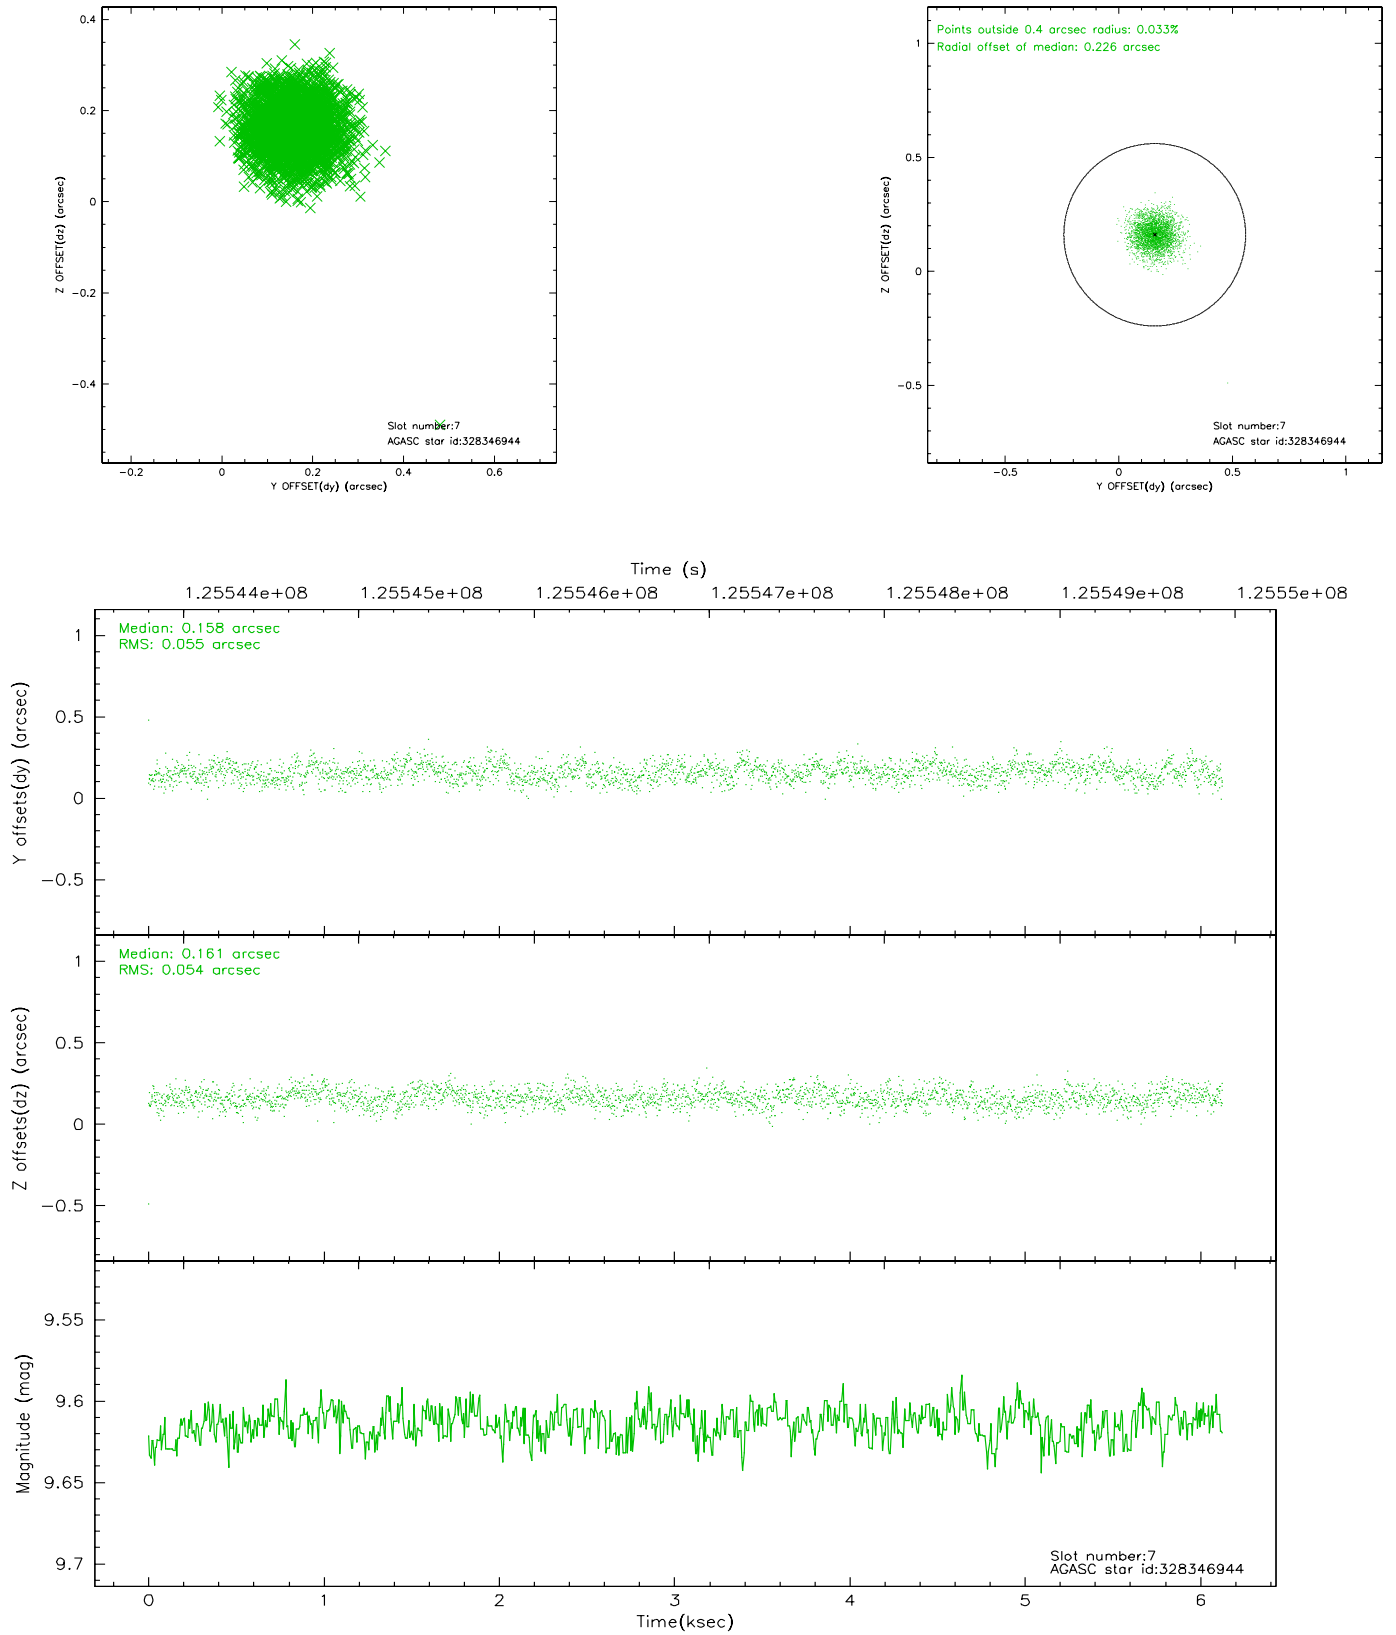 0.4
0.2
0
−0.2
−0.4
Z OFFSET(dz) (arcsec)
−0.2 0 0.2 0.4 0.6
Y OFFSET(dy) (arcsec)
Slot number:7
AGASC star id:328346944
Points outside 0.4 arcsec radius: 0.033%
Radial offset of median: 0.226 arcsec
1
0.5
0
−0.5
Z OFFSET(dz) (arcsec)
−0.5 0 0.5 1
Y OFFSET(dy) (arcsec)
Slot number:7
AGASC star id:328346944
Time (s)
1.25544e+08 1.25545e+08 1.25546e+08 1.25547e+08 1.25548e+08 1.25549e+08 1.2555e+08
Median: 0.158 arcsec
RMS: 0.055 arcsec
1
0.5
0
−0.5
Y offsets(dy) (arcsec)
Median: 0.161 arcsec
RMS: 0.054 arcsec
1
0.5
0
−0.5
Z offsets(dz) (arcsec)
9.55
9.6
9.65
9.7
Magnitude (mag)
Slot number:7
AGASC star id:328346944
0 1 2 3 4 5 6
Time(ksec)